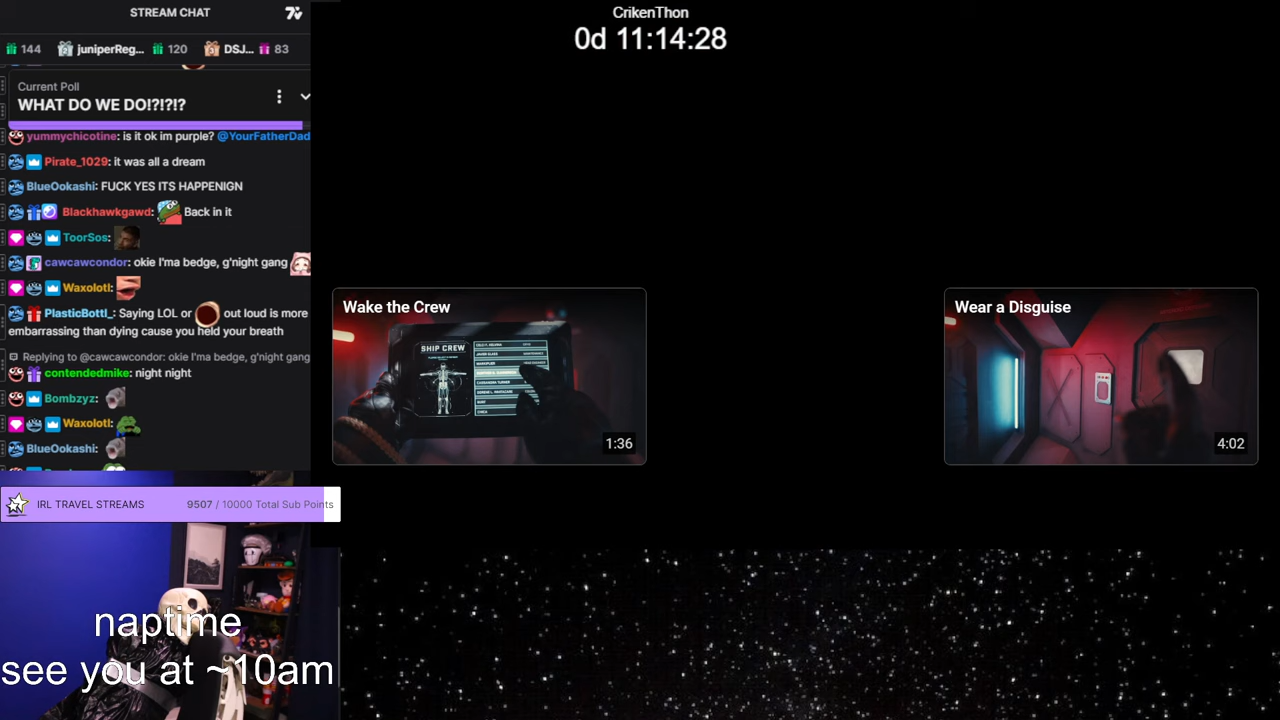 STREAM CHAT
144 juniperReg... 120 DSJ... 83
Current Poll
WHAT DO WE DO!?!?!?
yummychicotine: is it ok im purple? @YourFatherDad
Pirate_1029: it was all a dream
BlueOokashi: FUCK YES ITS HAPPENIGN
Blackhawkgawd: Back in it
ToorSos:
cawcawcondor: okie I'ma bedge, g'night gang
Waxolotl:
PlasticBottl_: Saying LOL or out loud is more
embarrassing than dying cause you held your breath
Replying to @cawcawcondor: okie I'ma bedge, g'night gang
contendedmike: night night
Bombzyz:
Waxolotl:
BlueOokashi:
IRL TRAVEL STREAMS 9507 / 10000 Total Sub Points
naptime
see you at ~10am
CrikenThon
0d 11:14:28
Wake the Crew
SHIP CREW
1:36
Wear a Disguise
4:02